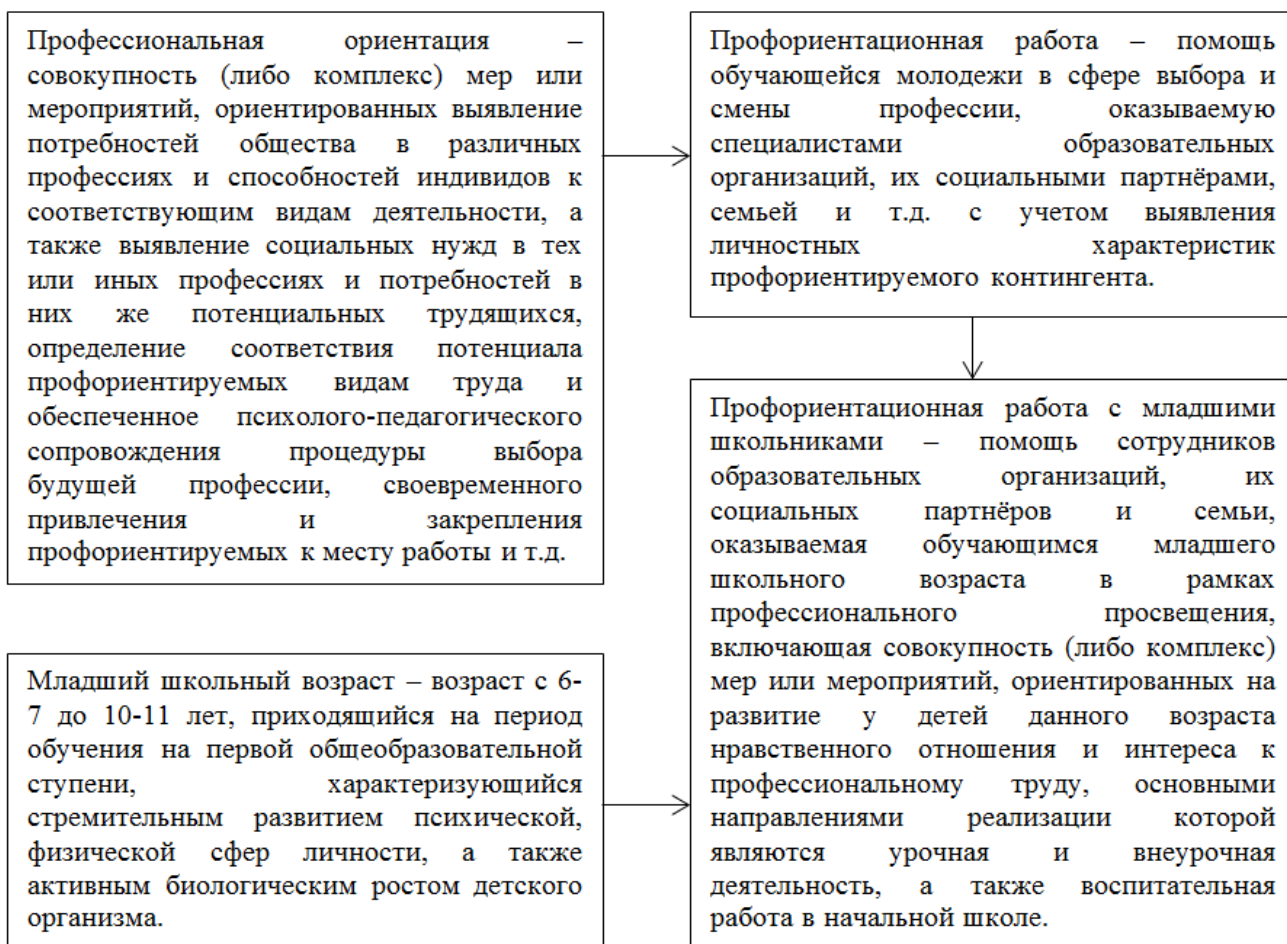 Профессиональная ориентация –
совокупность (либо комплекс) мер или
мероприятий, ориентированных выявление
потребностей общества в различных
профессиях и способностей индивидов к
соответствующим видам деятельности, а
также выявление социальных нужд в тех
или иных профессиях и потребностей в
них же потенциальных трудящихся,
определение соответствия потенциала
профориентируемых видам труда и
обеспеченное психолого-педагогического
сопровождения процедуры выбора
будущей профессии, своевременного
привлечения и закрепления
профориентируемых к месту работы и т.д.
Профориентационная работа – помощь
обучающейся молодежи в сфере выбора и
смены профессии, оказываемую
специалистами образовательных
организаций, их социальными партнёрами,
семьей и т.д. с учетом выявления
личностных характеристик
профориентируемого контингента.
Младший школьный возраст – возраст с 6-
7 до 10-11 лет, приходящийся на период
обучения на первой общеобразовательной
ступени, характеризующийся
стремительным развитием психической,
физической сфер личности, а также
активным биологическим ростом детского
организма.
Профориентационная работа с младшими
школьниками – помощь сотрудников
образовательных организаций, их
социальных партнёров и семьи,
оказываемая обучающимся младшего
школьного возраста в рамках
профессионального просвещения,
включающая совокупность (либо комплекс)
мер или мероприятий, ориентированных на
развитие у детей данного возраста
нравственного отношения и интереса к
профессиональному труду, основными
направлениями реализации которой
являются урочная и внеурочная
деятельность, а также воспитательная
работа в начальной школе.